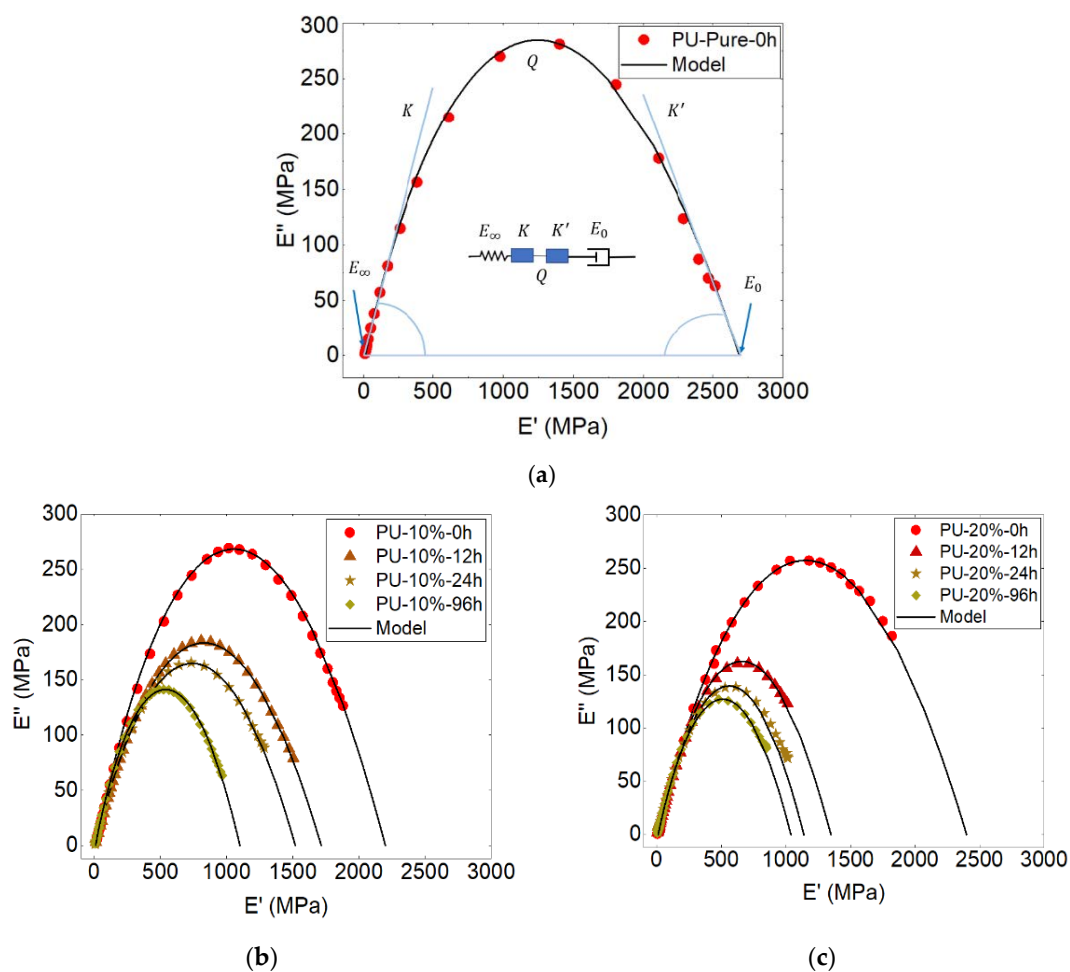 300
250
200
150
100
50
0
E'' (MPa)
PU-Pure-0h
Model
Q
K
K′
E∞ K K′ E0
Q
E∞
E0
0 500 1000 1500 2000 2500 3000
E' (MPa)
(a)
300
250
200
150
100
50
0
E'' (MPa)
PU-10%-0h
PU-10%-12h
PU-10%-24h
PU-10%-96h
Model
0 500 1000 1500 2000 2500 3000
E' (MPa)
(b)
300
250
200
150
100
50
0
E'' (MPa)
PU-20%-0h
PU-20%-12h
PU-20%-24h
PU-20%-96h
Model
0 500 1000 1500 2000 2500 3000
E' (MPa)
(c)